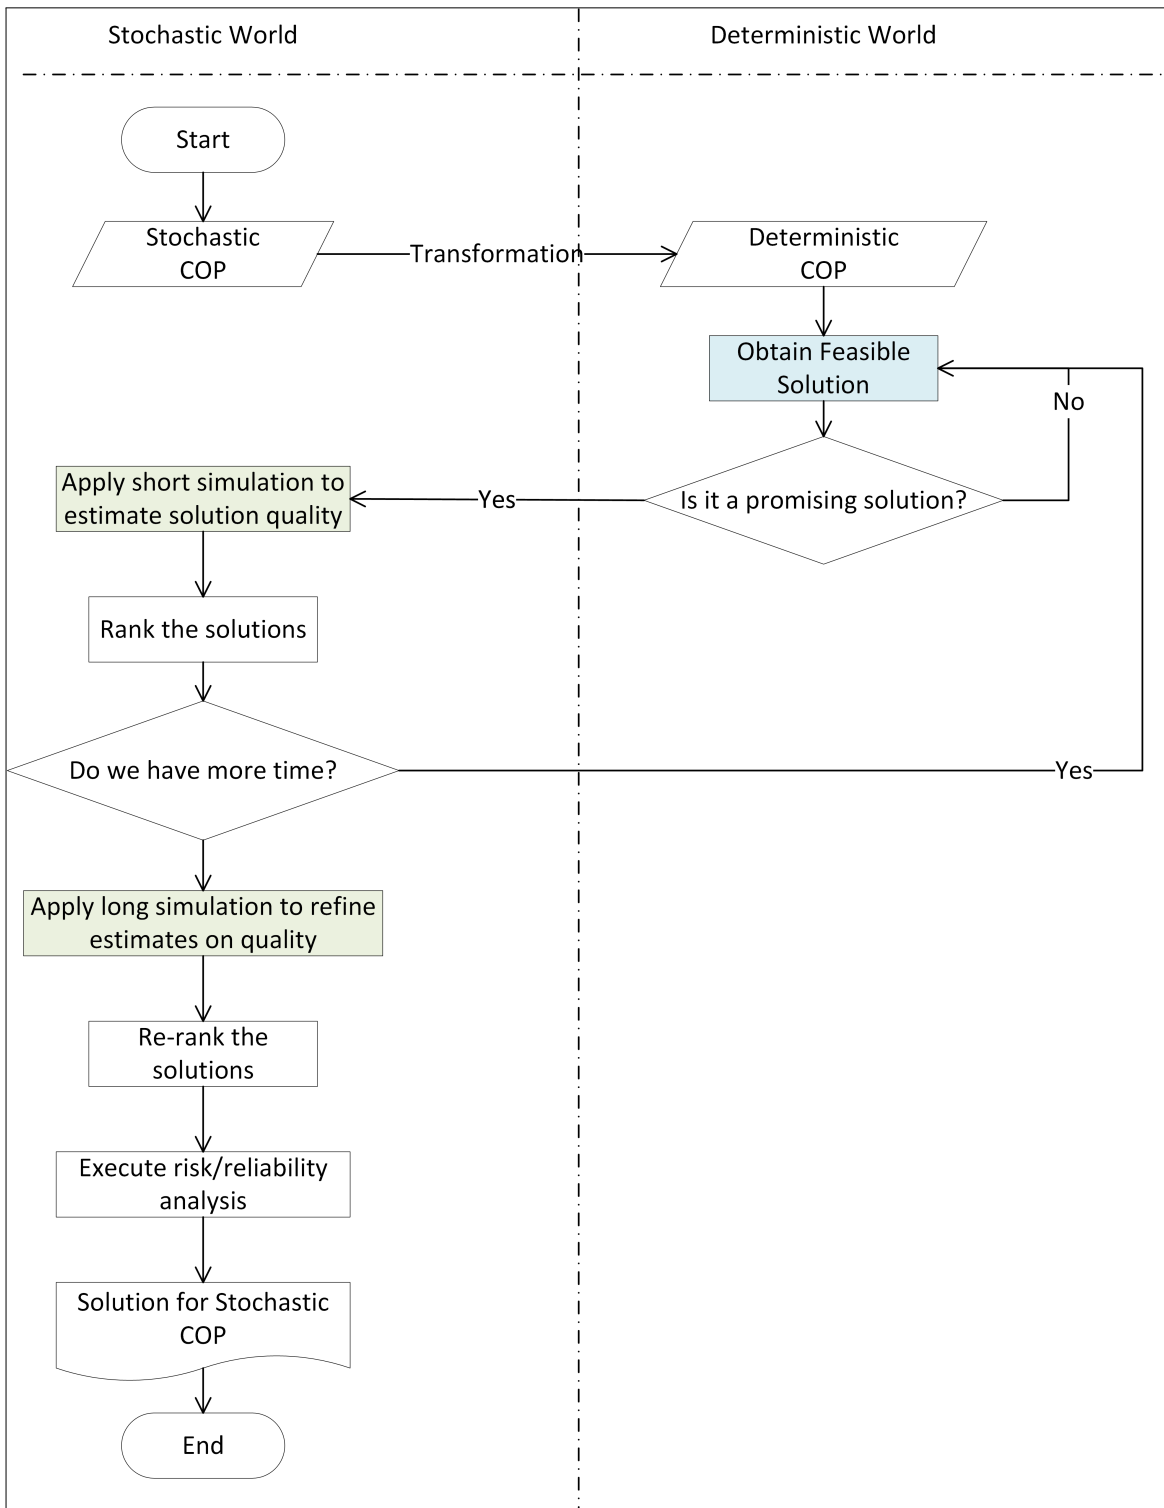 Stochastic World
Deterministic World
Start
Stochastic
COP
Transformation
Deterministic
COP
Obtain Feasible
Solution
No
Is it a promising solution?
Yes
Apply short simulation to
estimate solution quality
Rank the solutions
Do we have more time?
Yes
Apply long simulation to refine
estimates on quality
Re-rank the
solutions
Execute risk/reliability
analysis
Solution for Stochastic
COP
End